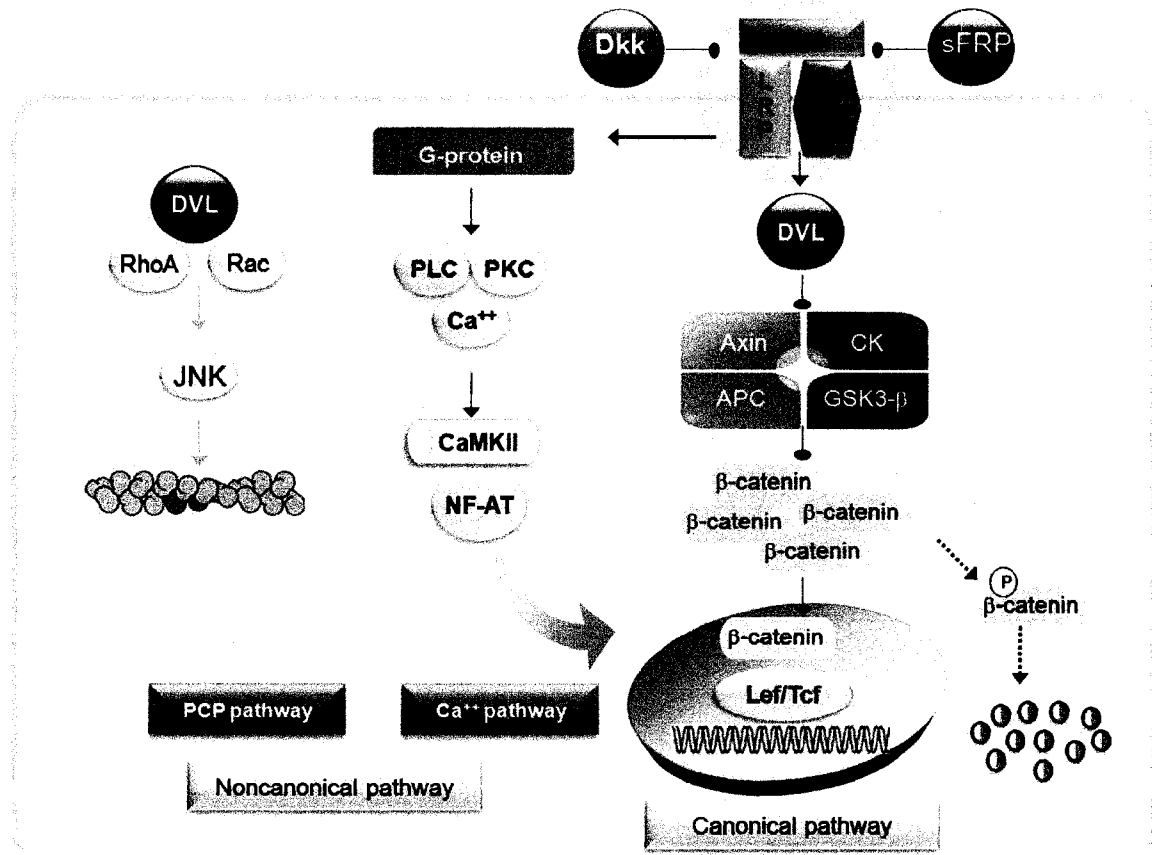 Dkk
sFRP
LRP
G-protein
DVL
RhoA
Rac
JNK
PLC
PKC
Ca⁺⁺
CaMKII
NF-AT
DVL
Axin
CK
APC
GSK3-β
β-catenin
β-catenin
β-catenin
β-catenin
P
β-catenin
β-catenin
Lef/Tcf
PCP pathway
Ca⁺⁺ pathway
Noncanonical pathway
Canonical pathway